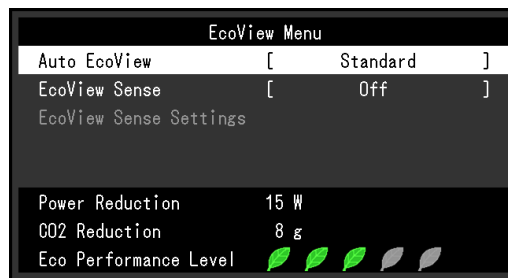 EcoView Menu
Auto EcoView [ Standard ]
EcoView Sense [ Off ]
EcoView Sense Settings
Power Reduction 15 W
CO2 Reduction 8 g
Eco Performance Level